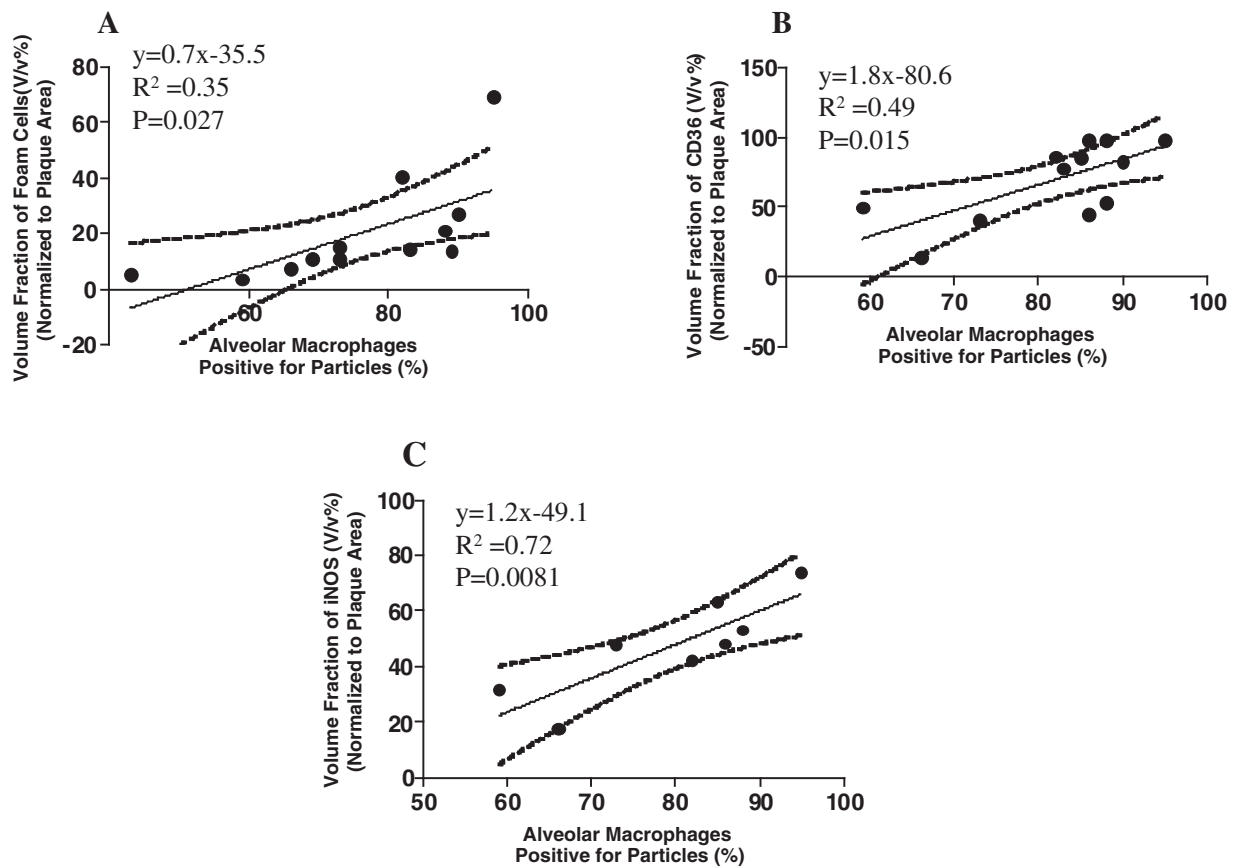 A
y=0.7x-35.5
R² =0.35
P=0.027
Volume Fraction of Foam Cells(V/v%)
(Normalized to Plaque Area)
80
60
40
20
0
-20
60
80
100
Alveolar Macrophages
Positive for Particles (%)
B
y=1.8x-80.6
R² =0.49
P=0.015
Volume Fraction of CD36 (V/v%)
(Normalized to Plaque Area)
150
100
50
0
-50
60
70
80
90
100
Alveolar Macrophages
Positive for Particles (%)
C
y=1.2x-49.1
R² =0.72
P=0.0081
Volume Fraction of iNOS (V/v%)
(Normalized to Plaque Area)
100
80
60
40
20
0
50
60
70
80
90
100
Alveolar Macrophages
Positive for Particles (%)